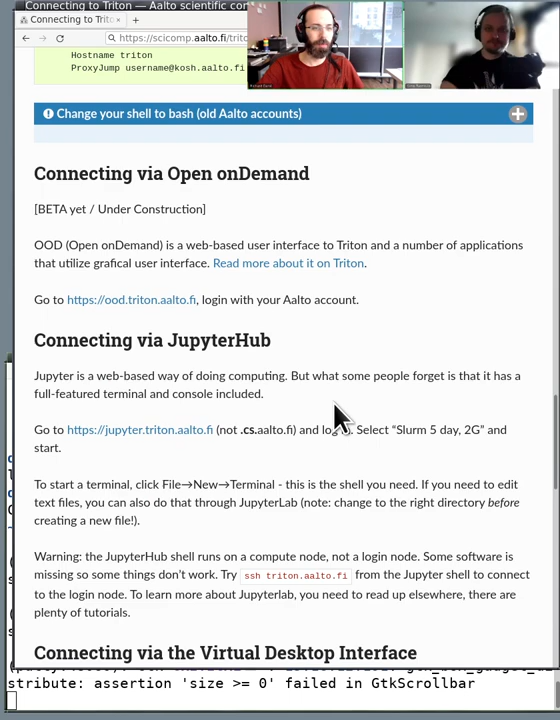 Connecting to Triton — Aalto scientific com
Connecting to Trito
https://scicomp.aalto.fi/trito
Hostname triton
ProxyJump username@kosh.aalto.fi
Change your shell to bash (old Aalto accounts)
Connecting via Open onDemand
[BETA yet / Under Construction]
OOD (Open onDemand) is a web-based user interface to Triton and a number of applications
that utilize grafical user interface. Read more about it on Triton.
Go to https://ood.triton.aalto.fi, login with your Aalto account.
Connecting via JupyterHub
Jupyter is a web-based way of doing computing. But what some people forget is that it has a
full-featured terminal and console included.
Go to https://jupyter.triton.aalto.fi (not .cs.aalto.fi) and Select “Slurm 5 day, 2G” and
start.
To start a terminal, click File→New→Terminal - this is the shell you need. If you need to edit
text files, you can also do that through JupyterLab (note: change to the right directory before
creating a new file!).
Warning: the JupyterHub shell runs on a compute node, not a login node. Some software is
missing so some things don’t work. Try ssh triton.aalto.fi from the Jupyter shell to connect
to the login node. To learn more about Jupyterlab, you need to read up elsewhere, there are
plenty of tutorials.
Connecting via the Virtual Desktop Interface
stribute: assertion 'size >= 0' failed in GtkScrollbar